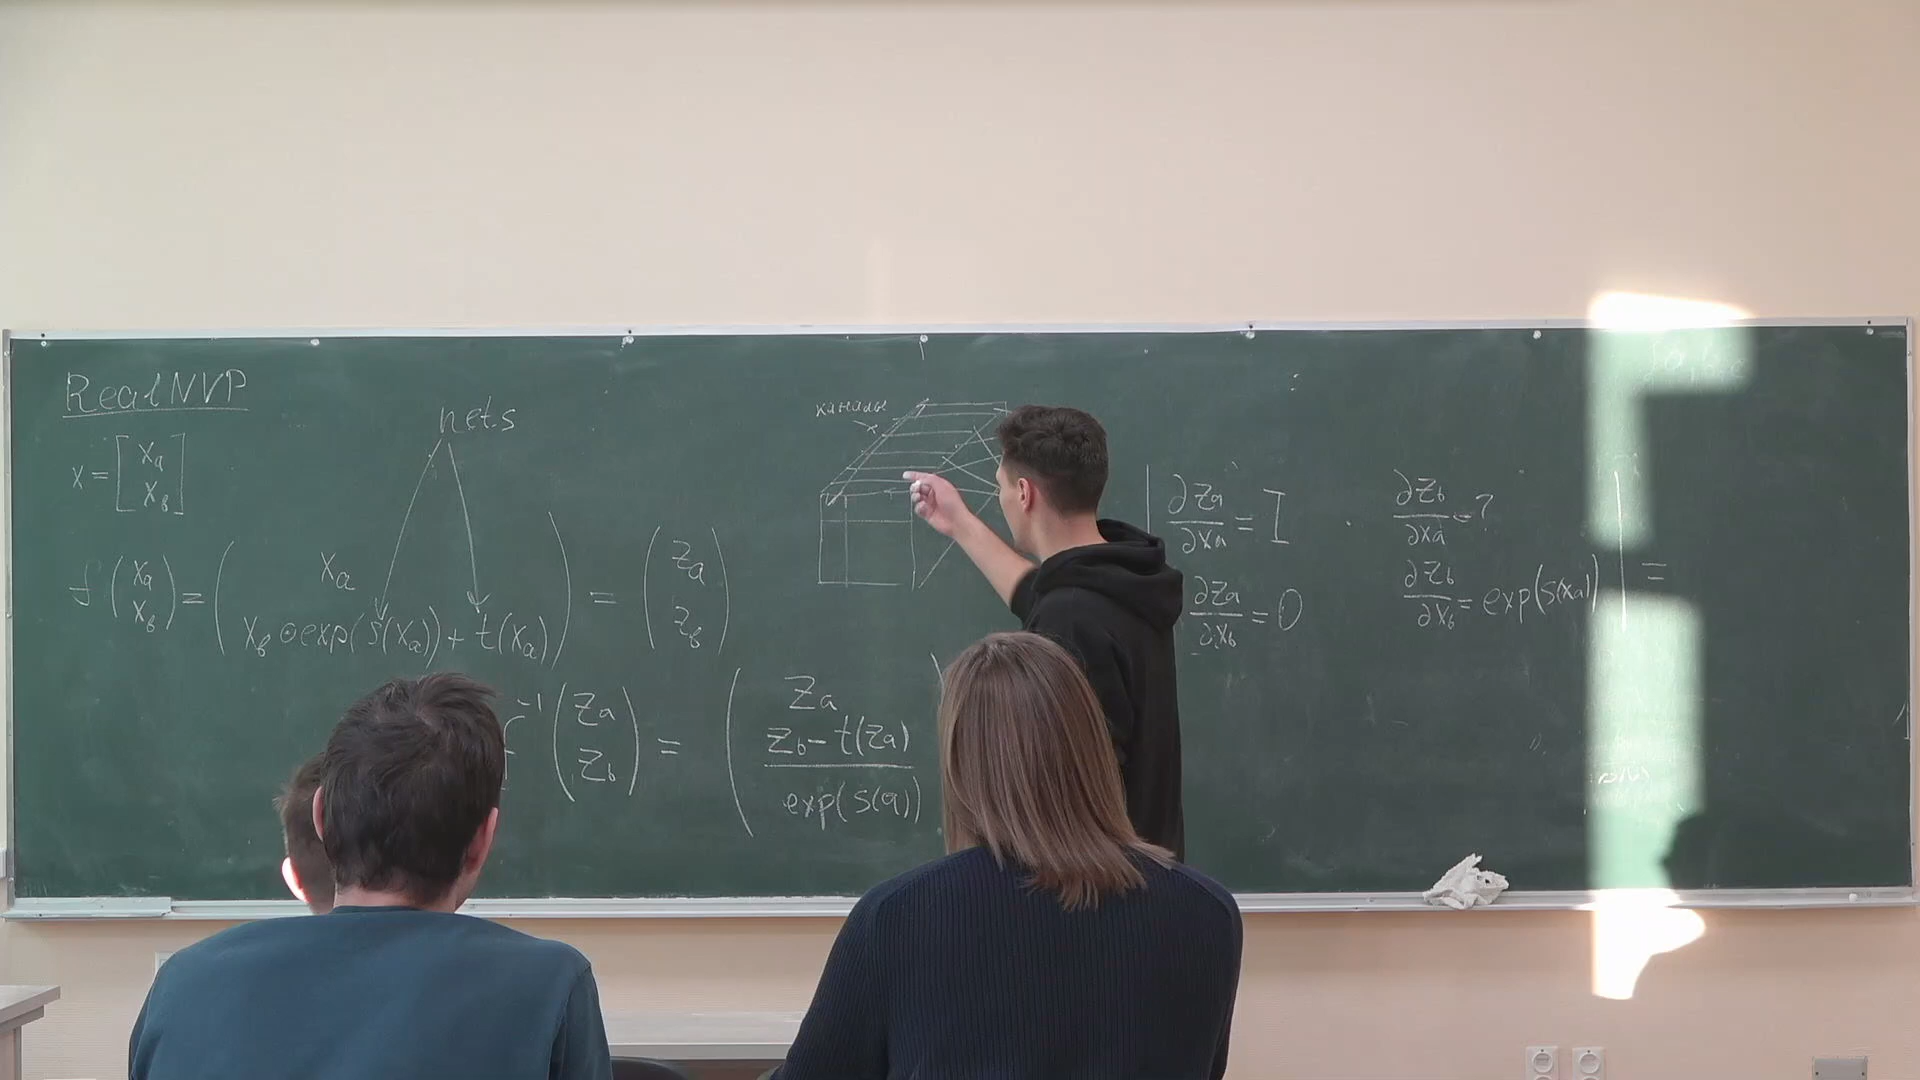 RealNVP
nets
x = [ x_a
x_b ]
f ( x_a
x_b ) = ( x_a
x_b ⊙ exp(s(x_a)) + t(x_a) ) = ( z_a
z_b )
f^-1 ( z_a
z_b ) = ( z_a
z_b - t(z_a)
exp(s(a))
каналы
| ∂z_a / ∂x_a = I
∂z_b / ∂x_a = ? |
∂z_a / ∂x_b = 0
∂z_b / ∂x_b = exp(s(x_a)) | =